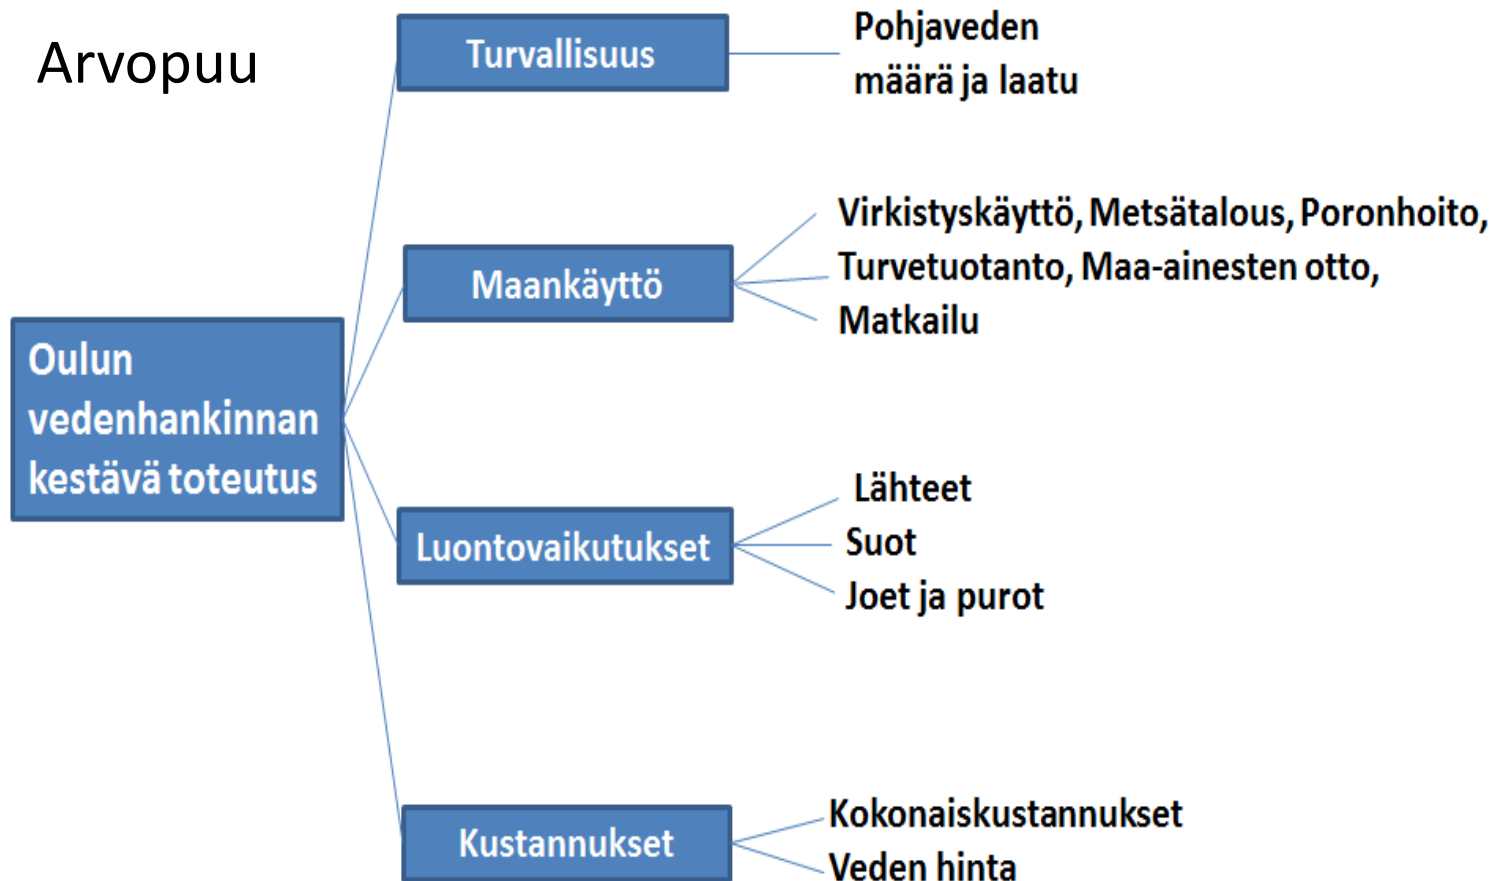 Arvopuu
Turvallisuus
Pohjaveden
määrä ja laatu
Maankäyttö
Virkistyskäyttö, Metsätalous, Poronhoito,
Turvetuotanto, Maa-ainesten otto,
Matkailu
Oulun
vedenhankinnan
kestävä toteutus
Luontovaikutukset
Lähteet
Suot
Joet ja purot
Kustannukset
Kokonaiskustannukset
Veden hinta